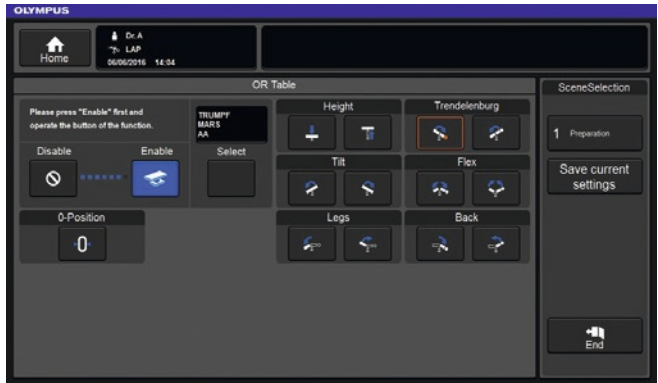 OLYMPUS
Home
Dr.A
LAP
06/06/2016 14:04
OR Table
SceneSelection
Please press "Enable" first and
operate the button of the function.
TRUMPF
MARS
AA
Disable
Enable
Select
Height
Trendelenburg
Tilt
Flex
0-Position
0
Legs
Back
1 Preparation
Save current
settings
End